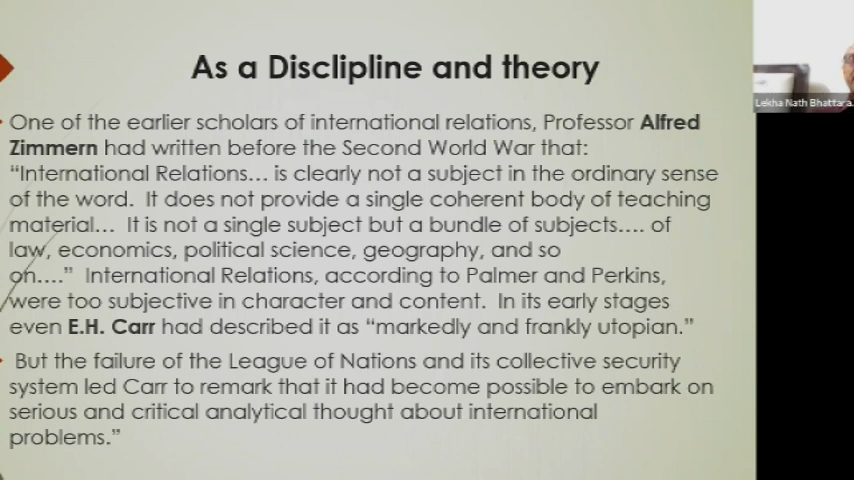 As a Disclipline and theory
One of the earlier scholars of international relations, Professor Alfred
Zimmern had written before the Second World War that:
“International Relations… is clearly not a subject in the ordinary sense
of the word.  It does not provide a single coherent body of teaching
material…  It is not a single subject but a bundle of subjects…. of
law, economics, political science, geography, and so
on….”  International Relations, according to Palmer and Perkins,
were too subjective in character and content.  In its early stages
even E.H. Carr had described it as “markedly and frankly utopian.”
But the failure of the League of Nations and its collective security
system led Carr to remark that it had become possible to embark on
serious and critical analytical thought about international
problems.”
Lekha Nath Bhattara..